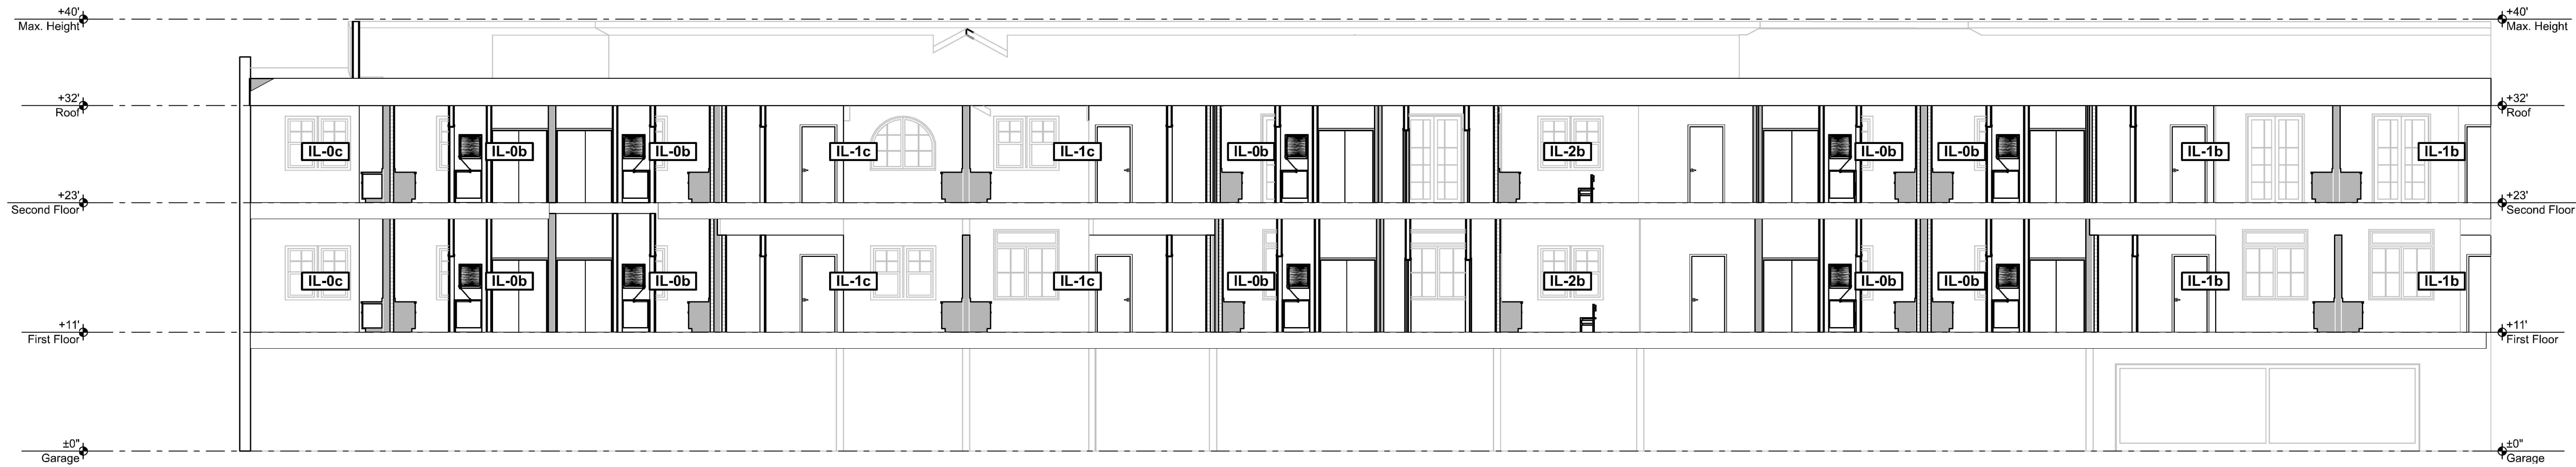 +40'
Max. Height
+40'
Max. Height
+32'
Roof
+32'
Roof
IL-0c
IL-0b
IL-0b
IL-1c
IL-1c
IL-0b
IL-2b
IL-0b
IL-0b
IL-1b
IL-1b
+23'
Second Floor
+23'
Second Floor
IL-0c
IL-0b
IL-0b
IL-1c
IL-1c
IL-0b
IL-2b
IL-0b
IL-0b
IL-1b
IL-1b
+11'
First Floor
+11'
First Floor
±0"
Garage
±0"
Garage